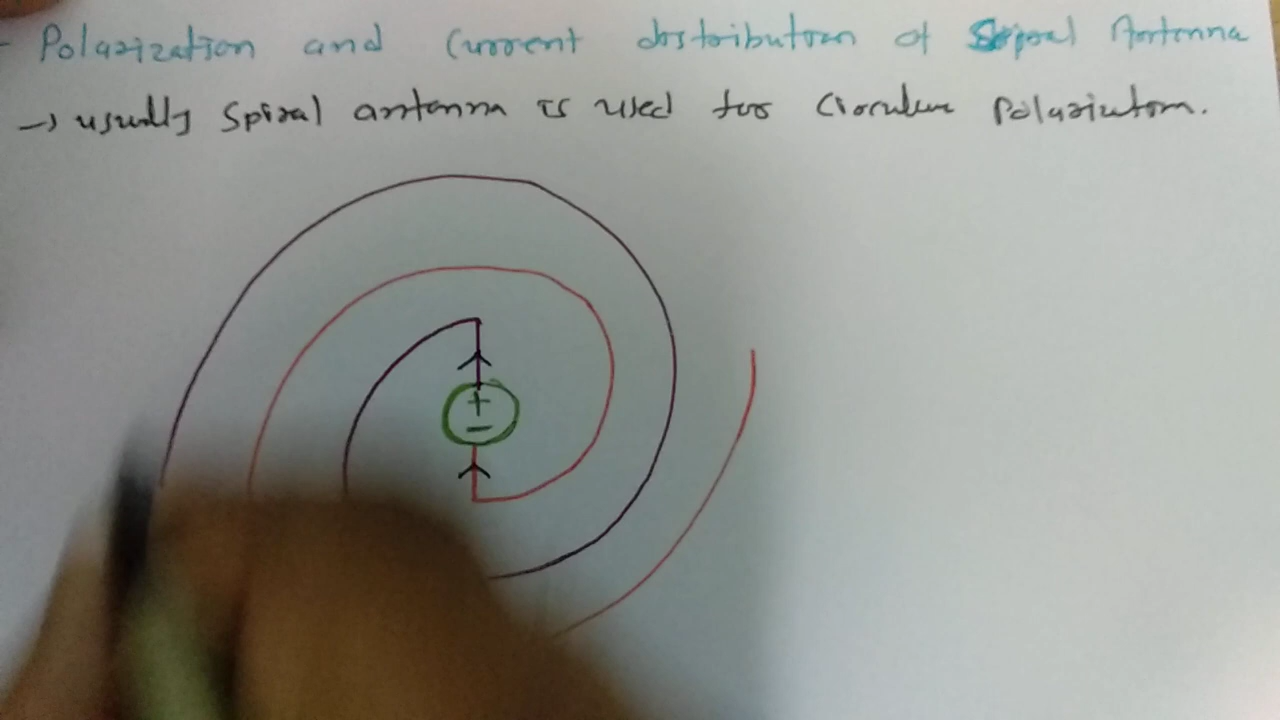 - Polarization and Current distribution of Spiral Antenna
→ usually Spiral antenna is used for Circular Polarization.
+
-